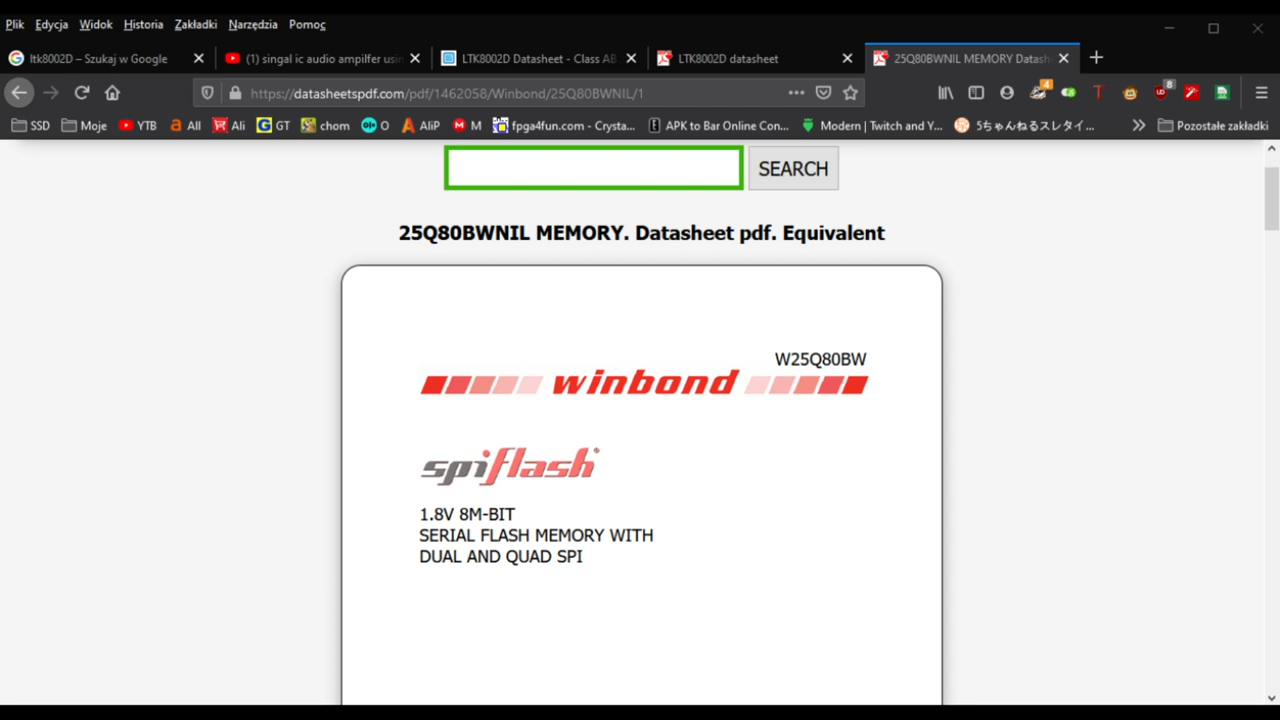 Plik Edycja Widok Historia Zakładki Narzędzia Pomoc
ltk8002D – Szukaj w Google
(1) singal ic audio ampilfer usin
LTK8002D Datasheet - Class AB
LTK8002D datasheet
25Q80BWNIL MEMORY Datash
https://datasheetspdf.com/pdf/1462058/Winbond/25Q80BWNIL/1
4
8
SSD Moje YTB All Ali GT chom O AliP M fpga4fun.com - Crysta... APK to Bar Online Con... Modern | Twitch and Y... 5ちゃんねるスレタイ... Pozostałe zakładki
SEARCH
25Q80BWNIL MEMORY. Datasheet pdf. Equivalent
W25Q80BW
winbond
spiflash®
1.8V 8M-BIT
SERIAL FLASH MEMORY WITH
DUAL AND QUAD SPI